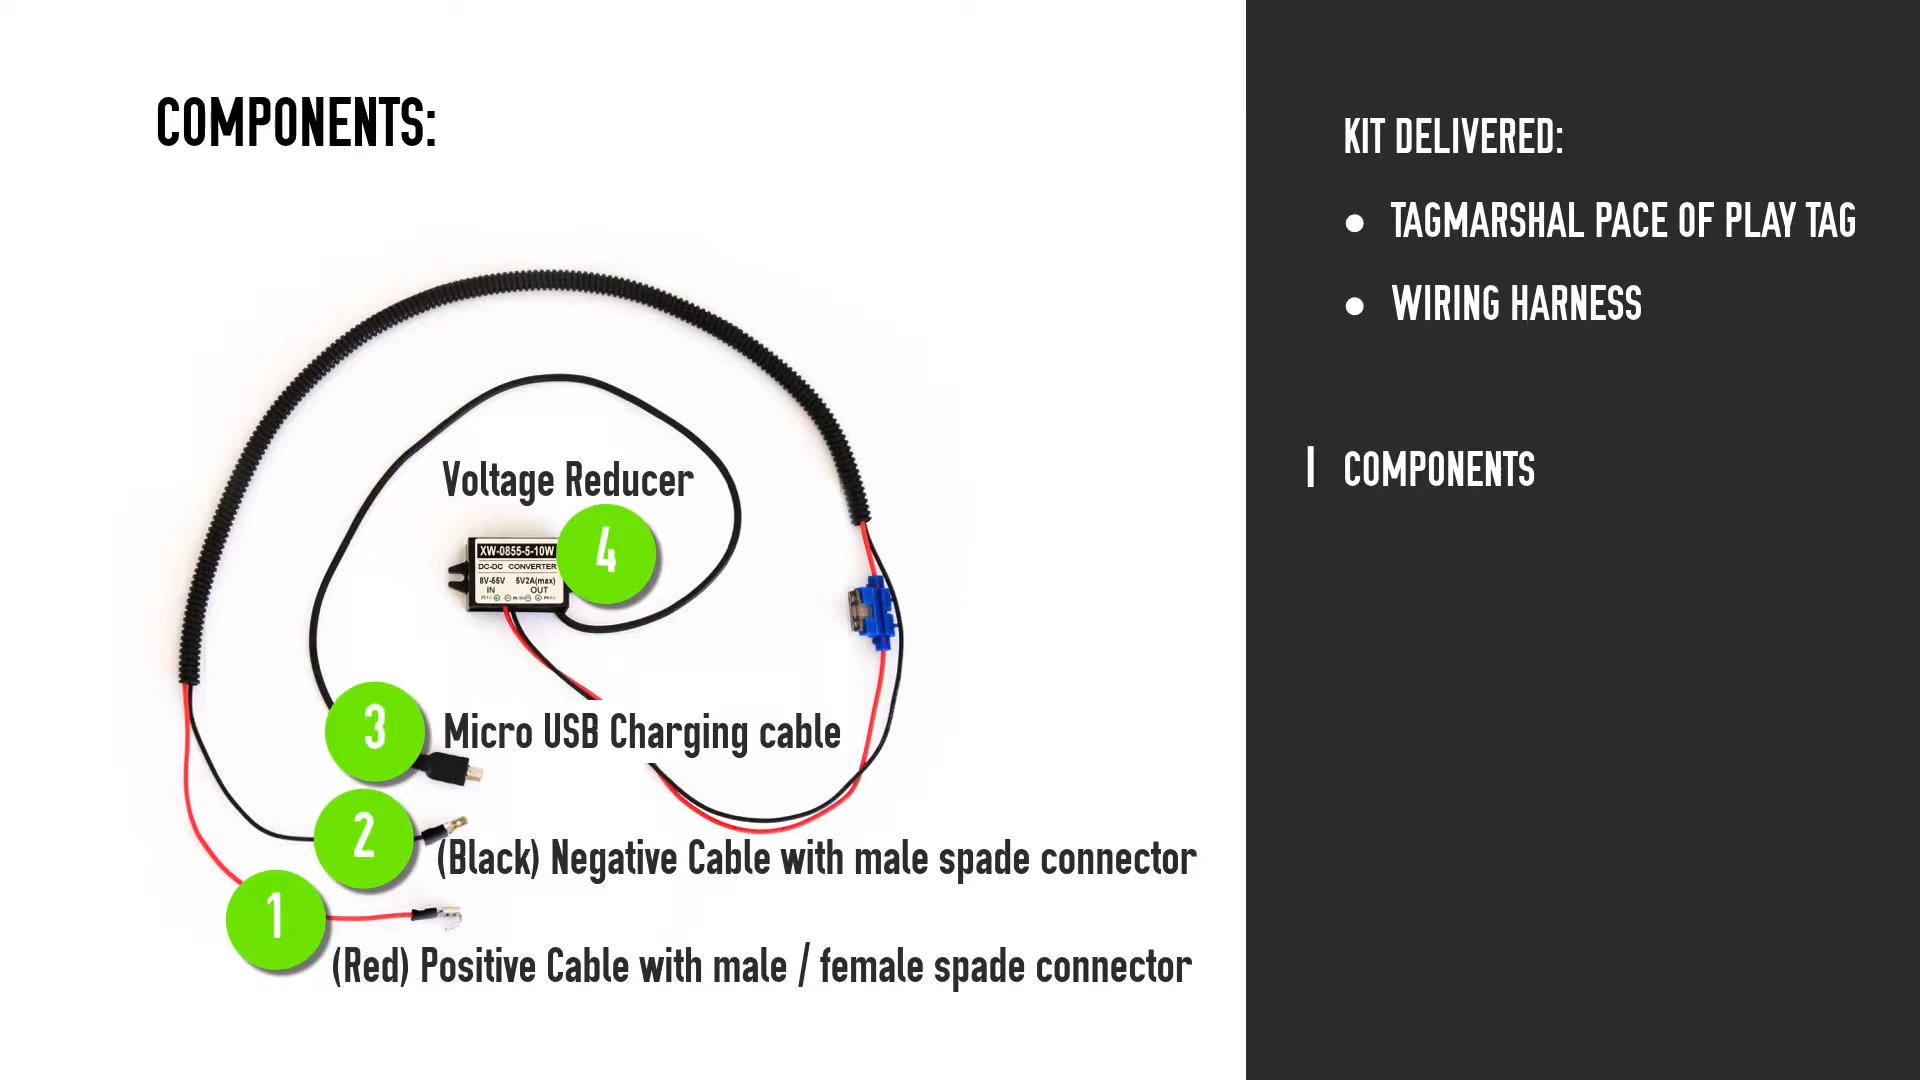 COMPONENTS:
Voltage Reducer
4
XW-0855-5-10W
DC-DC CONVERTER
8V-55V 5V2A(max)
IN OUT
3
Micro USB Charging cable
2
(Black) Negative Cable with male spade connector
1
(Red) Positive Cable with male / female spade connector
KIT DELIVERED:
● TAGMARSHAL PACE OF PLAY TAG
● WIRING HARNESS
COMPONENTS